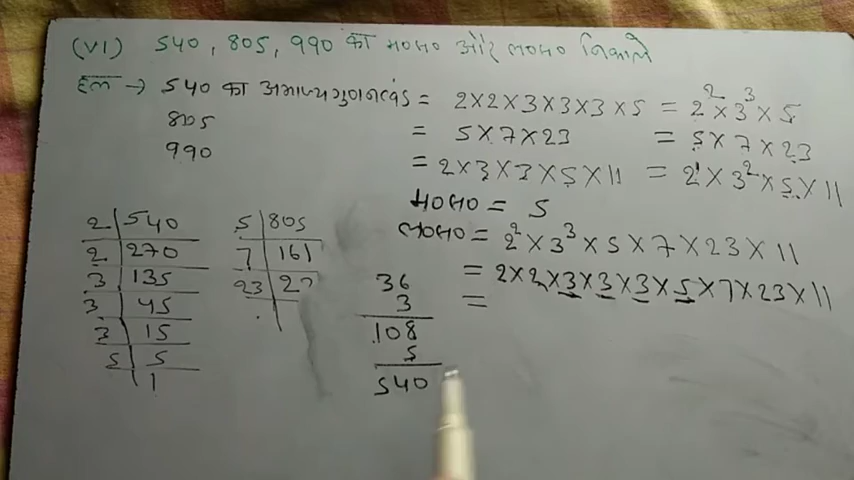 (VI) 540, 805, 990 का म०स० और ल०स० निकाले
हल → 540 का अभाज्य गुणनखंड = 2×2×3×3×3×5 = 2²×3³×5
805 = 5×7×23 = 5×7×23
990 = 2×3×3×5×11 = 2¹×3²×5×11
म०स० = 5
ल०स० = 2²×3³×5×7×23×11
= 2×2×3×3×3×5×7×23×11
=
2 | 540
2 | 270
3 | 135
3 | 45
3 | 15
5 | 5
| 1
5 | 805
7 | 161
23 | 23
36
3
108
5
540